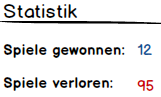 Statistik
Spiele gewonnen: 12
Spiele verloren: 95